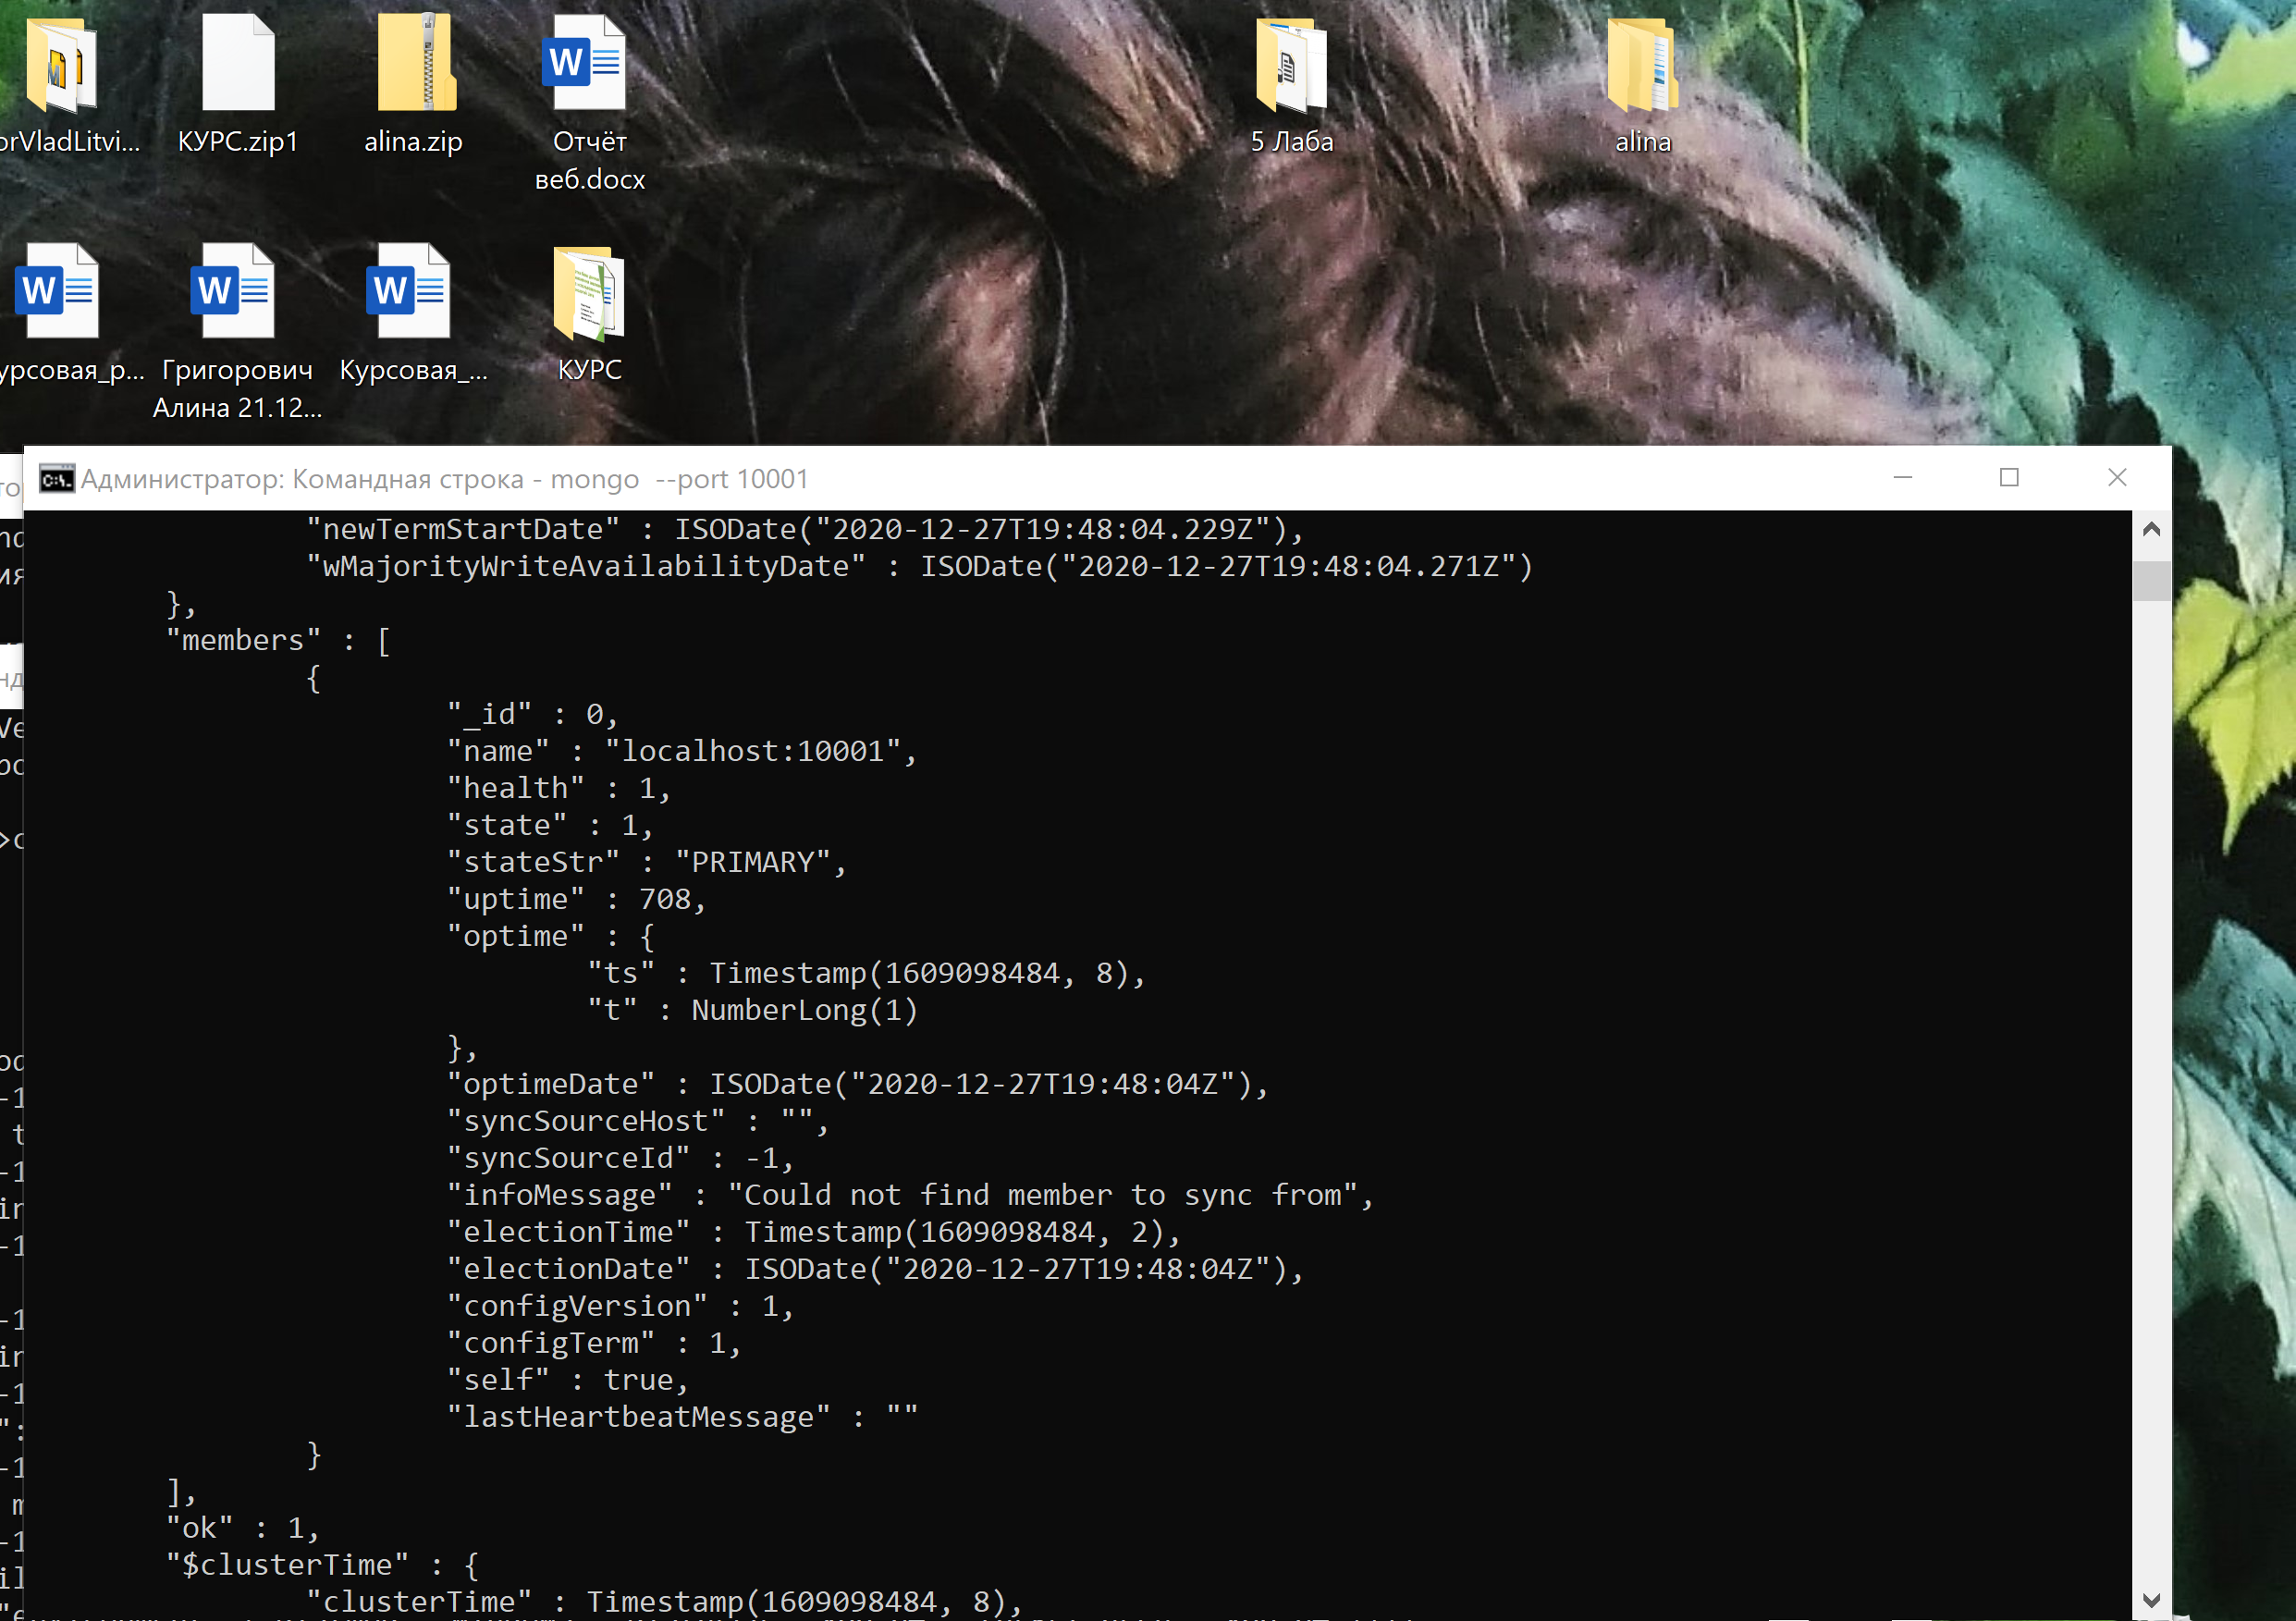 КУРС.zip1
alina.zip
Отчёт
веб.docx
5 Лаба
alina
Григорович
Алина 21.12...
Курсовая_...
КУРС
Администратор: Командная строка - mongo  --port 10001
"newTermStartDate" : ISODate("2020-12-27T19:48:04.229Z"),
"wMajorityWriteAvailabilityDate" : ISODate("2020-12-27T19:48:04.271Z")
},
"members" : [
{
"_id" : 0,
"name" : "localhost:10001",
"health" : 1,
"state" : 1,
"stateStr" : "PRIMARY",
"uptime" : 708,
"optime" : {
"ts" : Timestamp(1609098484, 8),
"t" : NumberLong(1)
},
"optimeDate" : ISODate("2020-12-27T19:48:04Z"),
"syncSourceHost" : "",
"syncSourceId" : -1,
"infoMessage" : "Could not find member to sync from",
"electionTime" : Timestamp(1609098484, 2),
"electionDate" : ISODate("2020-12-27T19:48:04Z"),
"configVersion" : 1,
"configTerm" : 1,
"self" : true,
"lastHeartbeatMessage" : ""
}
],
"ok" : 1,
"$clusterTime" : {
"clusterTime" : Timestamp(1609098484, 8),